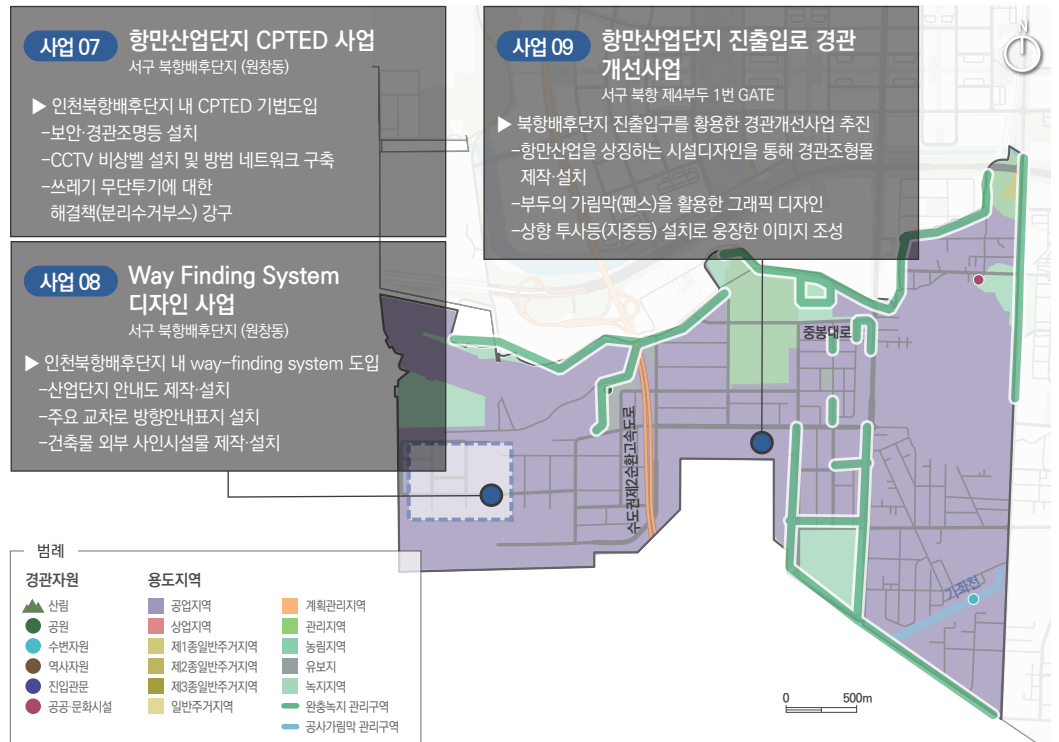 사업 07
항만산업단지 CPTED 사업
서구 북항배후단지 (원창동)
▶ 인천북항배후단지 내 CPTED 기법도입
-보안·경관조명등 설치
-CCTV 비상벨 설치 및 방범 네트워크 구축
-쓰레기 무단투기에 대한
해결책(분리수거부스) 강구
사업 08
Way Finding System
디자인 사업
서구 북항배후단지 (원창동)
▶ 인천북항배후단지 내 way-finding system 도입
-산업단지 안내도 제작·설치
-주요 교차로 방향안내표지 설치
-건축물 외부 사인시설물 제작·설치
사업 09
항만산업단지 진출입로 경관
개선사업
서구 북항 제4부두 1번 GATE
▶ 북항배후단지 진출입구를 황용한 경관개선사업 추진
-항만산업을 상징하는 시설디자인을 통해 경관조형물
제작·설치
-부두의 가림막(펜스)을 활용한 그래픽 디자인
-상향 투사등(지중등) 설치로 웅장한 이미지 조성
N
중봉대로
수도권제2순환고속도로
가좌천
범례
경관자원
산림
공원
수변자원
역사자원
진입관문
공공·문화시설
용도지역
공업지역
상업지역
제1종일반주거지역
제2종일반주거지역
제3종일반주거지역
일반주거지역
계획관리지역
관리지역
농림지역
유보지
녹지지역
완충녹지 관리구역
공사가림막 관리구역
0 500m